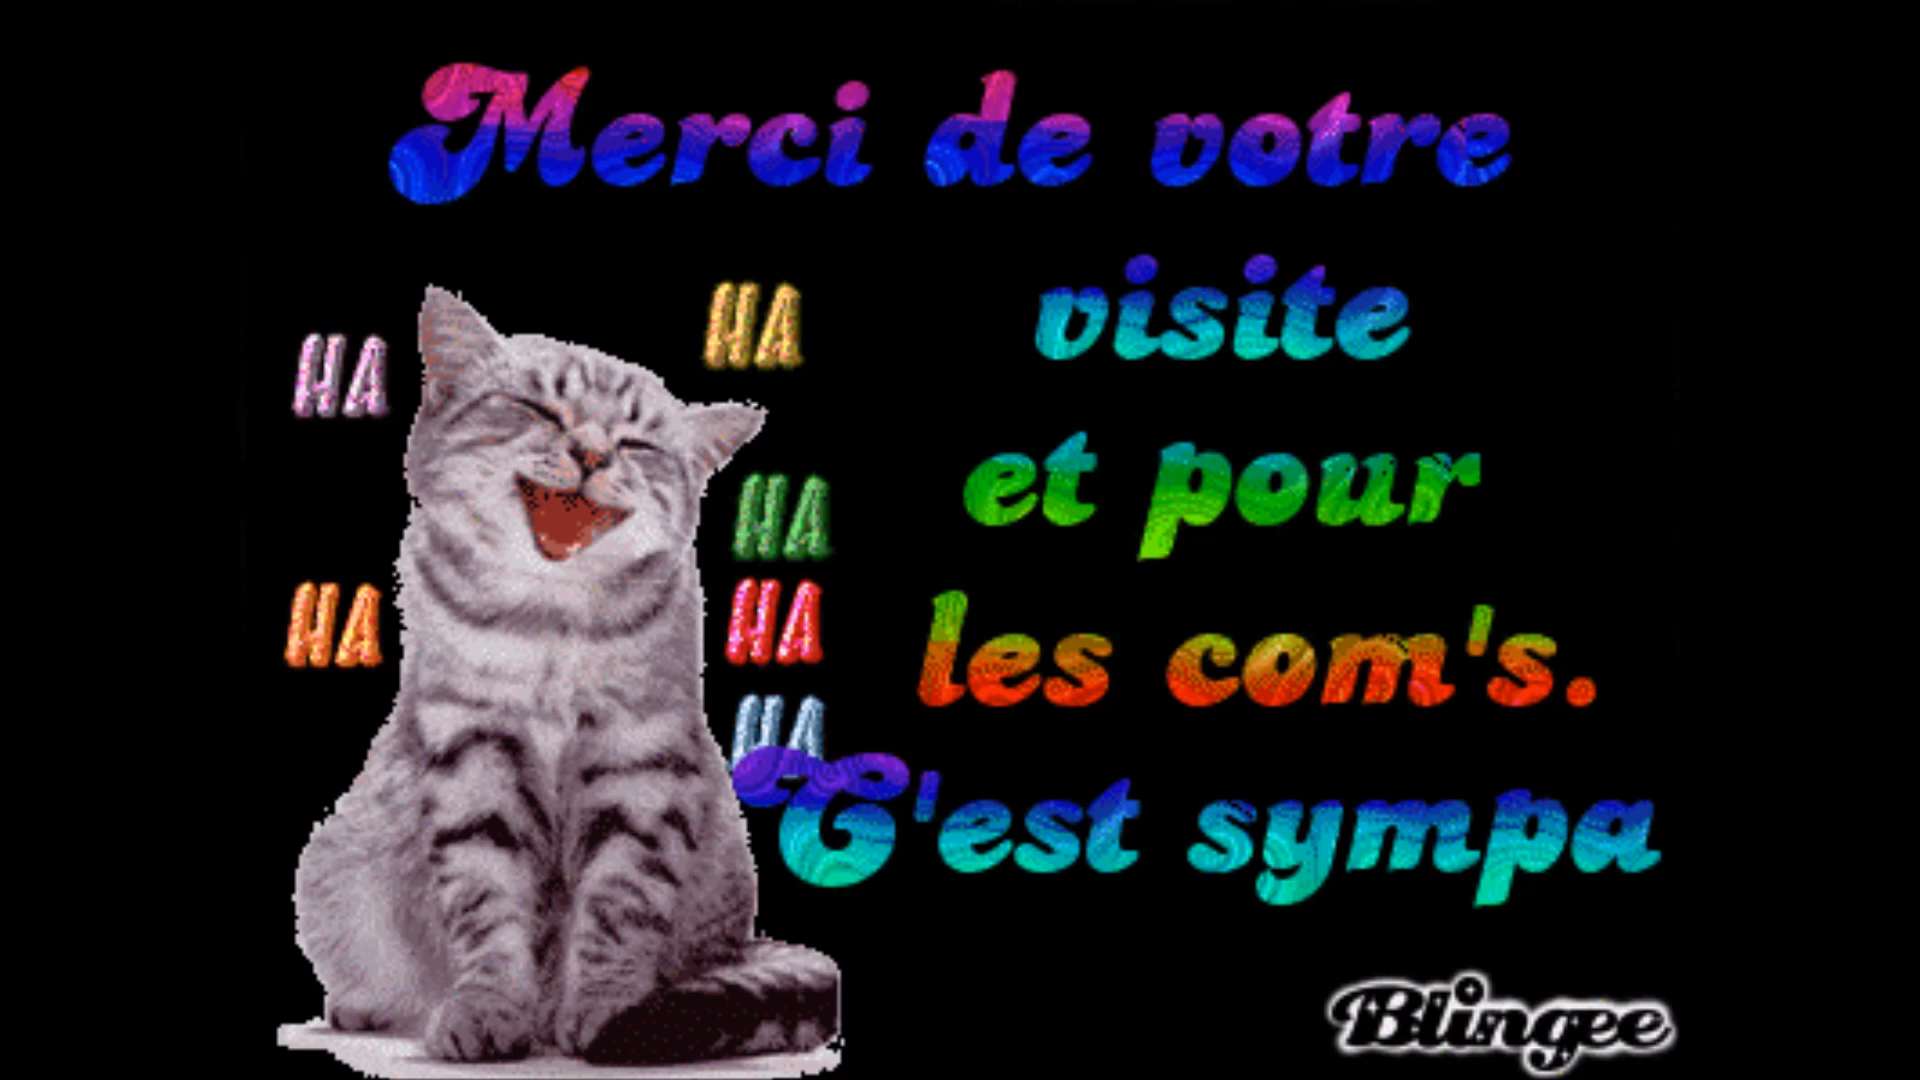 Merci de votre
visite
et pour
les com's.
C'est sympa
HA
HA
HA
HA
HA
HA
Blingee